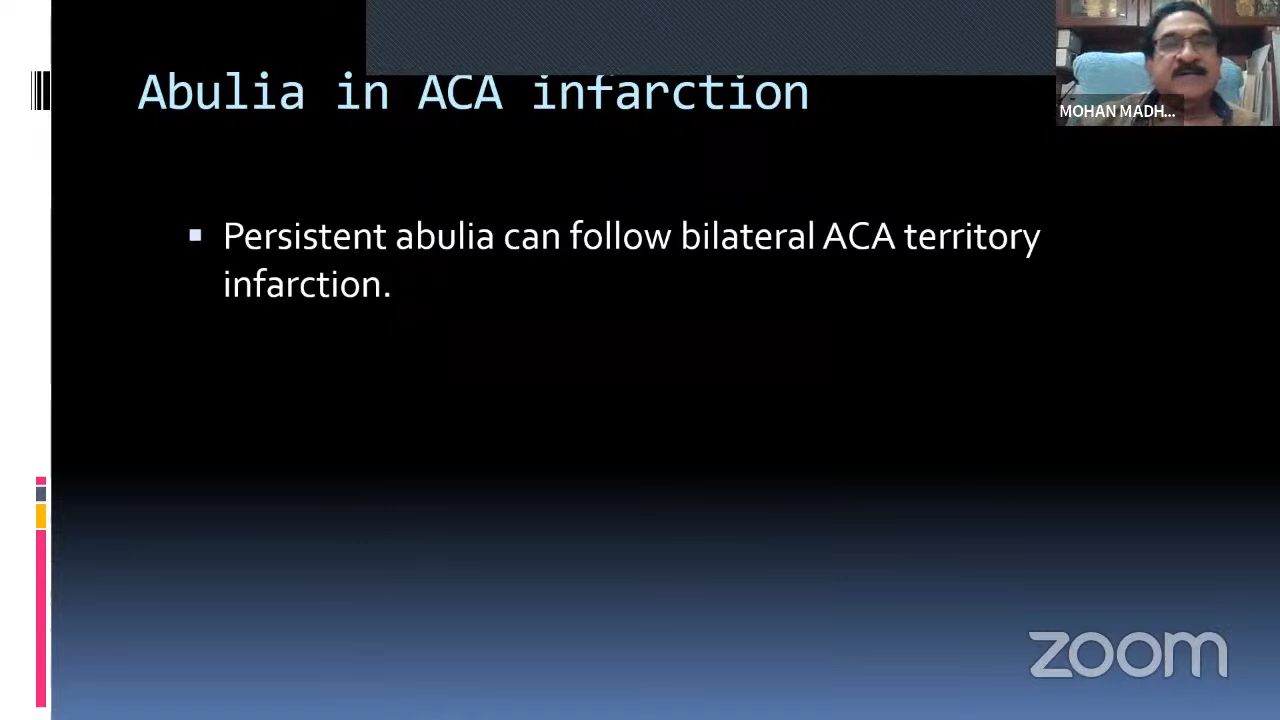 Abulia in ACA infarction
MOHAN MADH...
▪ Persistent abulia can follow bilateral ACA territory
infarction.
zoom